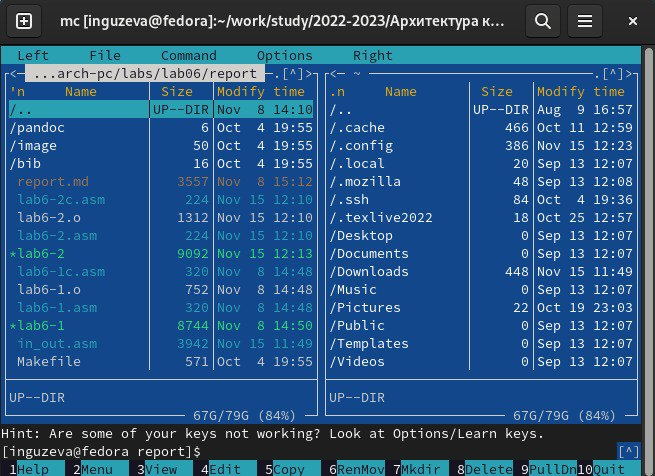 mc [inguzeva@fedora]:~/work/study/2022-2023/Архитектура к...
Left File Command Options Right
<─ ...arch-pc/labs/lab06/report ─.[^]>
'n Name Size Modify time
/.. UP--DIR Nov 8 14:10
/pandoc 6 Oct 4 19:55
/image 50 Oct 4 19:55
/bib 16 Oct 4 19:55
report.md 3557 Nov 8 15:12
lab6-2c.asm 224 Nov 15 12:10
lab6-2.o 1312 Nov 15 12:10
lab6-2.asm 224 Nov 15 12:10
*lab6-2 9092 Nov 15 12:13
lab6-1c.asm 320 Nov 8 14:48
lab6-1.o 752 Nov 8 14:48
lab6-1.asm 320 Nov 8 14:48
*lab6-1 8744 Nov 8 14:50
in_out.asm 3942 Nov 15 11:49
Makefile 571 Oct 4 19:55
UP--DIR
67G/79G (84%)
<─ ~ ─.[^]>
.n Name Size Modify time
/.. UP--DIR Aug 9 16:57
/.cache 466 Oct 11 12:59
/.config 386 Nov 15 12:23
/.local 20 Sep 13 12:07
/.mozilla 48 Sep 13 12:08
/.ssh 84 Oct 4 19:36
/.texlive2022 18 Oct 25 12:57
/Desktop 0 Sep 13 12:07
/Documents 0 Sep 13 12:07
/Downloads 448 Nov 15 11:49
/Music 0 Sep 13 12:07
/Pictures 22 Oct 19 23:03
/Public 0 Sep 13 12:07
/Templates 0 Sep 13 12:07
/Videos 0 Sep 13 12:07
UP--DIR
67G/79G (84%)
Hint: Are some of your keys not working? Look at Options/Learn keys.
[inguzeva@fedora report]$ [^]
1Help 2Menu 3View 4Edit 5Copy 6RenMov 7Mkdir 8Delete 9PullDn 10Quit